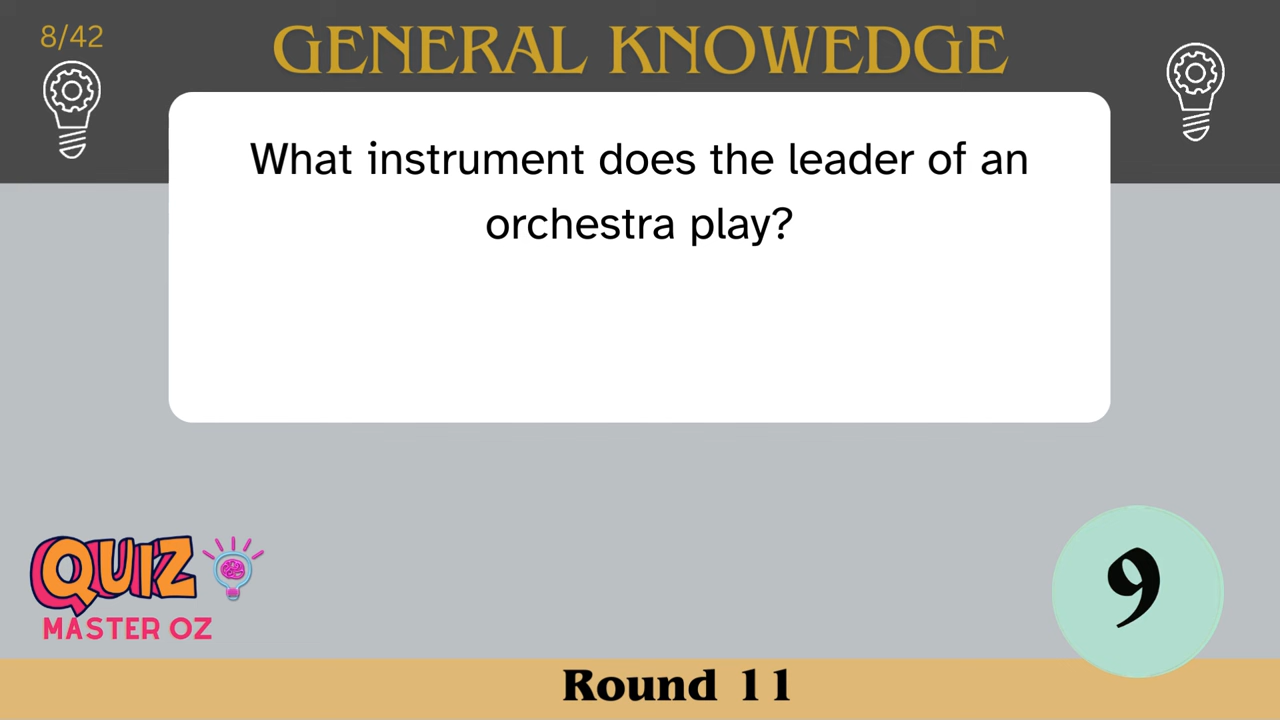 8/42
GENERAL KNOWEDGE
What instrument does the leader of an
orchestra play?
QUIZ
MASTER OZ
9
Round 11